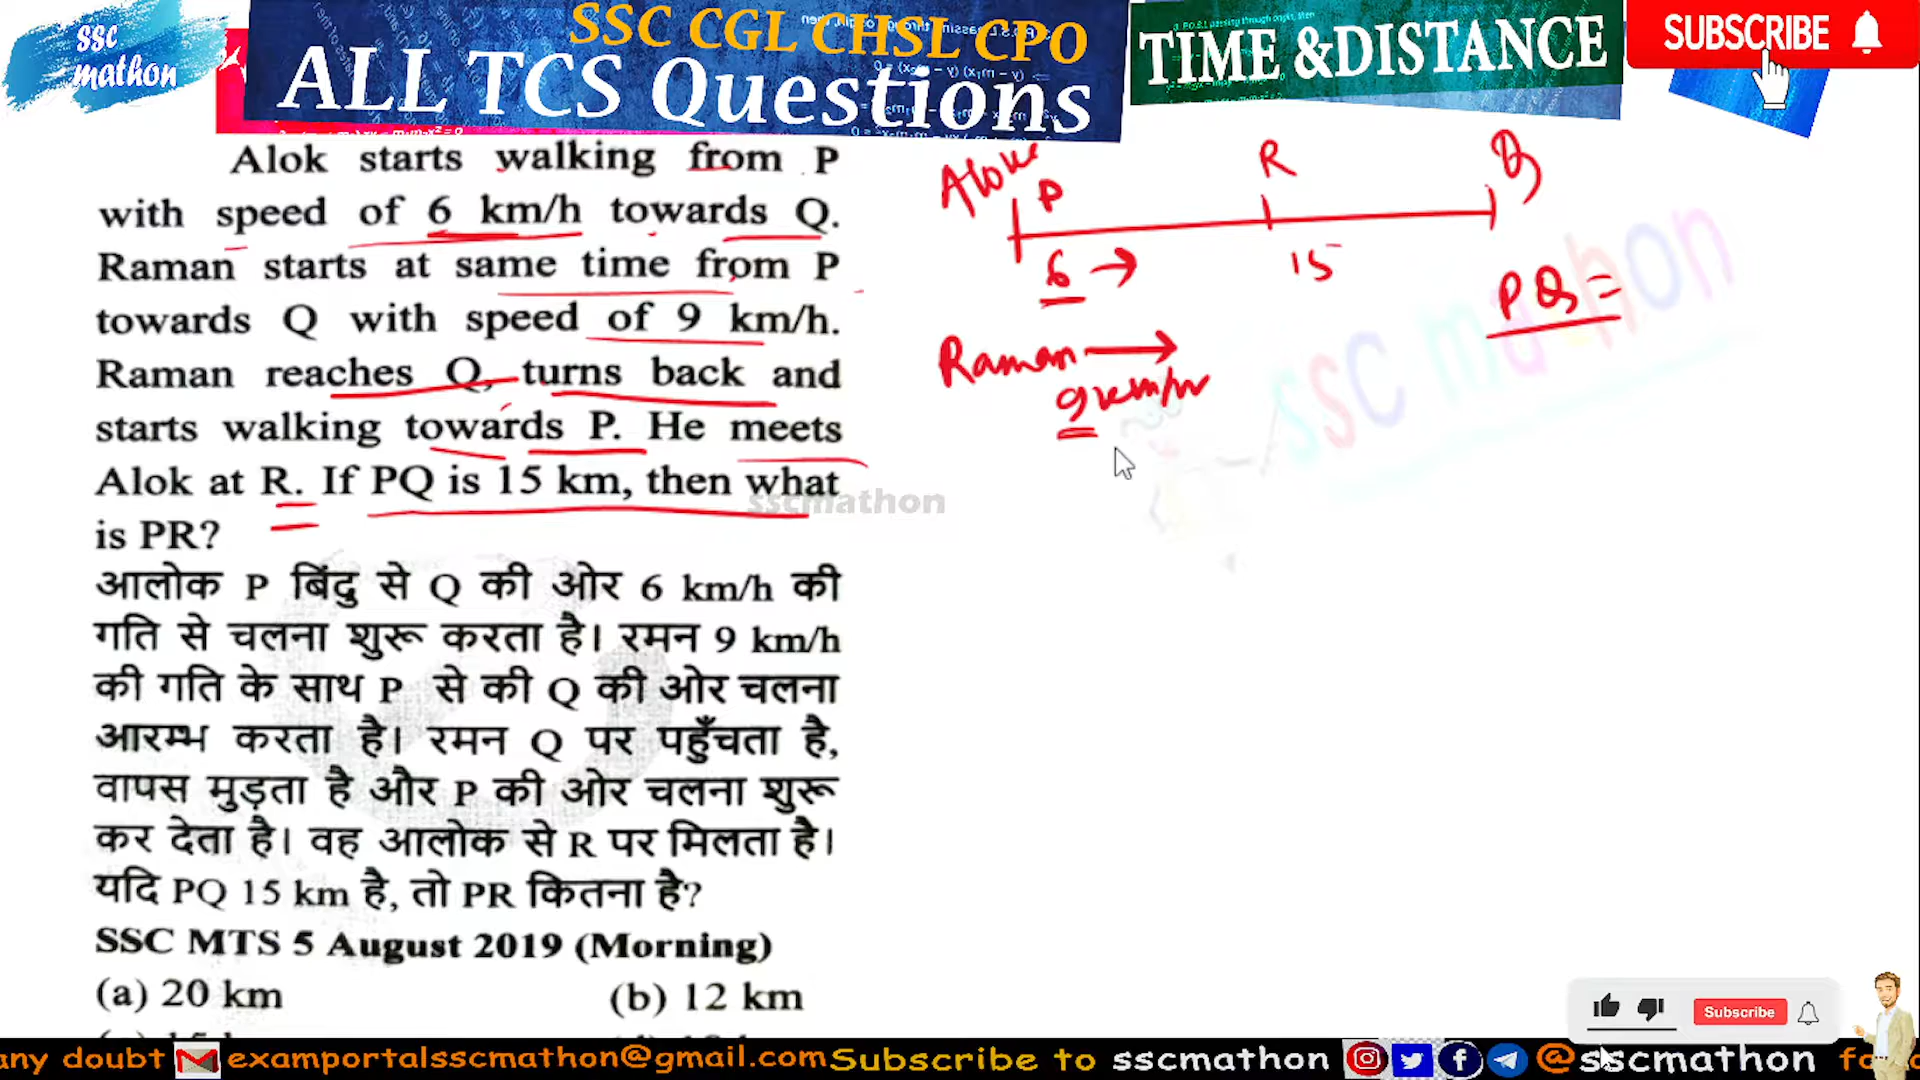 SSC
mathon
SSC CGL CHSL CPO
ALL TCS Questions
TIME &DISTANCE
SUBSCRIBE
Alok starts walking from P
with speed of 6 km/h towards Q.
Raman starts at same time from P
towards Q with speed of 9 km/h.
Raman reaches Q, turns back and
starts walking towards P. He meets
Alok at R. If PQ is 15 km, then what
is PR?
आलोक P बिंदु से Q की ओर 6 km/h की
गति से चलना शुरू करता है। रमन 9 km/h
की गति के साथ P से की Q की ओर चलना
आरम्भ करता है। रमन Q पर पहुँचता है,
वापस मुड़ता है और P की ओर चलना शुरू
कर देता है। वह आलोक से R पर मिलता है।
यदि PQ 15 km है, तो PR कितना है?
SSC MTS 5 August 2019 (Morning)
(a) 20 km (b) 12 km
P R Q
6 → 15
PQ =
Raman →
9 km/hr
ssc mathon
sscmathon
Subscribe
any doubt examportalsscmathon@gmail.com Subscribe to sscmathon @sscmathon fo